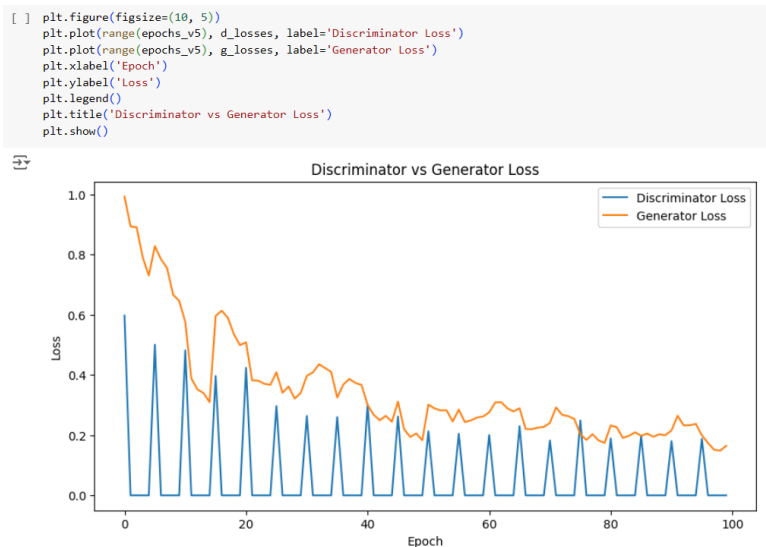 [ ] plt.figure(figsize=(10, 5))
plt.plot(range(epochs_v5), d_losses, label='Discriminator Loss')
plt.plot(range(epochs_v5), g_losses, label='Generator Loss')
plt.xlabel('Epoch')
plt.ylabel('Loss')
plt.legend()
plt.title('Discriminator vs Generator Loss')
plt.show()
Discriminator vs Generator Loss
Discriminator Loss
Generator Loss
1.0
0.8
0.6
0.4
0.2
0.0
Loss
0 20 40 60 80 100
Epoch